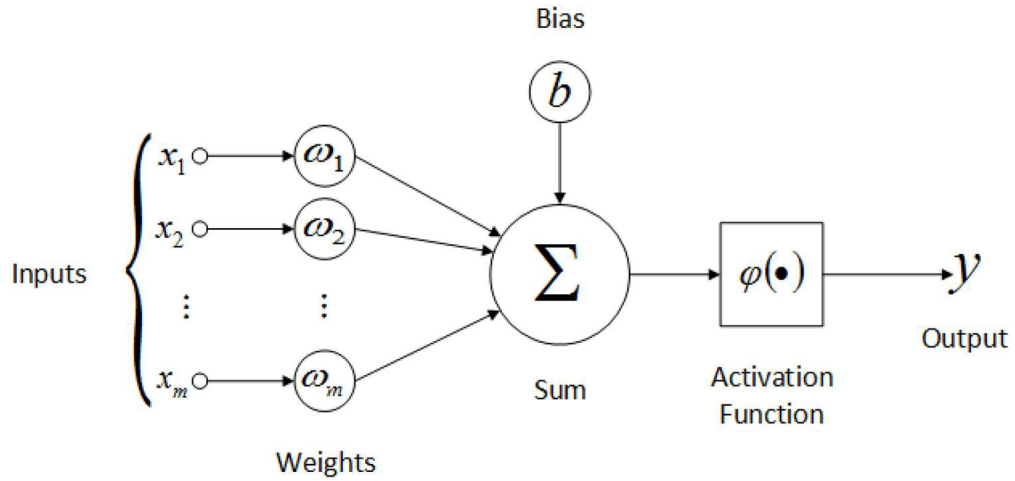 Bias
b
x₁ ω₁
x₂ ω₂
Inputs
⋮ ⋮
Σ
φ(•)
y
Output
xₘ ωₘ
Sum
Activation
Function
Weights